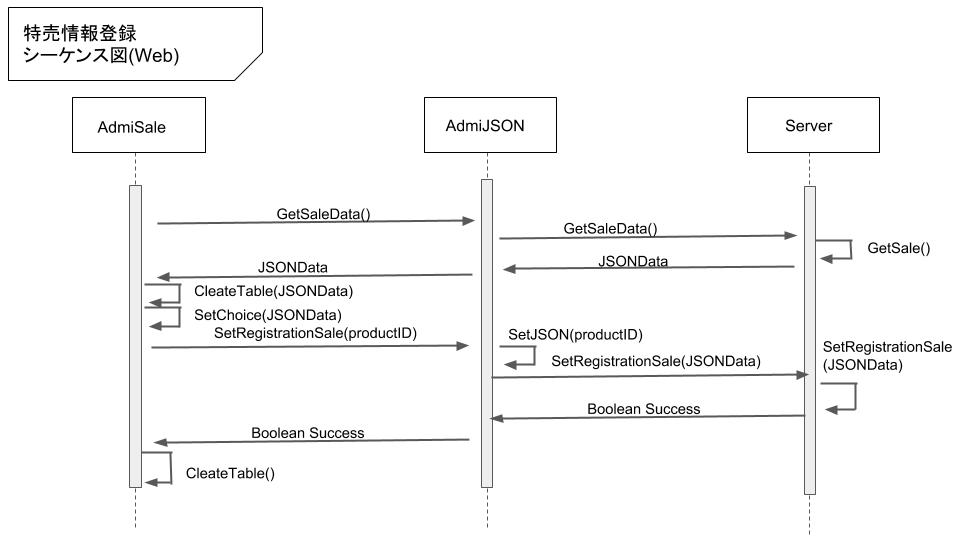 特売情報登録
シーケンス図(Web)
AdmiSale
AdmiJSON
Server
GetSaleData()
GetSaleData()
GetSale()
JSONData
JSONData
CleateTable(JSONData)
SetChoice(JSONData)
SetRegistrationSale(productID)
SetJSON(productID)
SetRegistrationSale(JSONData)
SetRegistrationSale
(JSONData)
Boolean Success
Boolean Success
CleateTable()